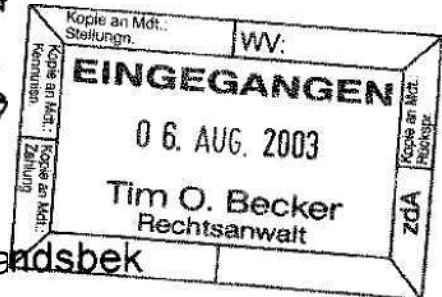 Kopie an Mdt.:
Stellungn.
WV:
Kopie an Mdt.:
Kenntnisn.
EINGEGANGEN
Kopie an Mdt.:
Rückspr.
06. AUG. 2003
Kopie an Mdt.:
Zahlung
Tim O. Becker
Rechtsanwalt
zdA
andsbek